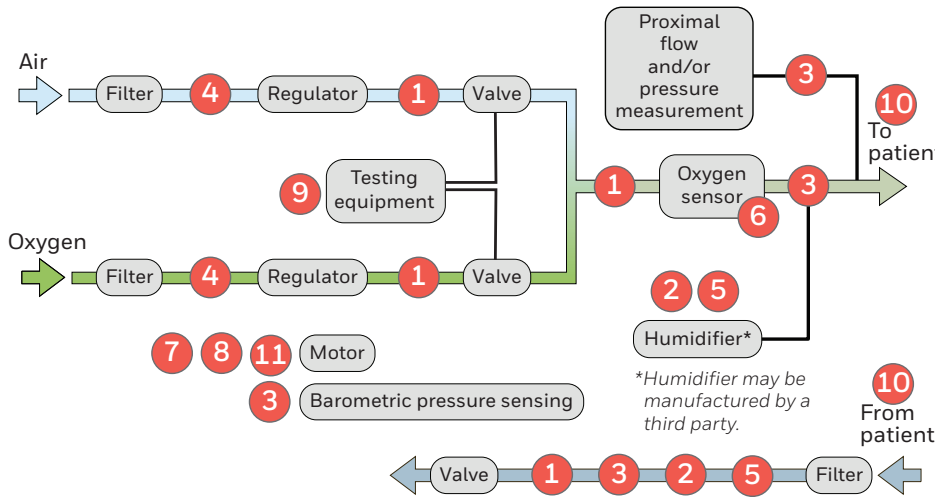 Proximal
flow
and/or
pressure
measurement
3
10
To
patient
Air
Filter
4
Regulator
1
Valve
9
Testing
equipment
1
Oxygen
sensor
6
3
Oxygen
Filter
4
Regulator
1
Valve
2
5
Humidifier*
*Humidifier may be
manufactured by a
third party.
7
8
11
Motor
3
Barometric pressure sensing
10
From
patient
Valve
1
3
2
5
Filter